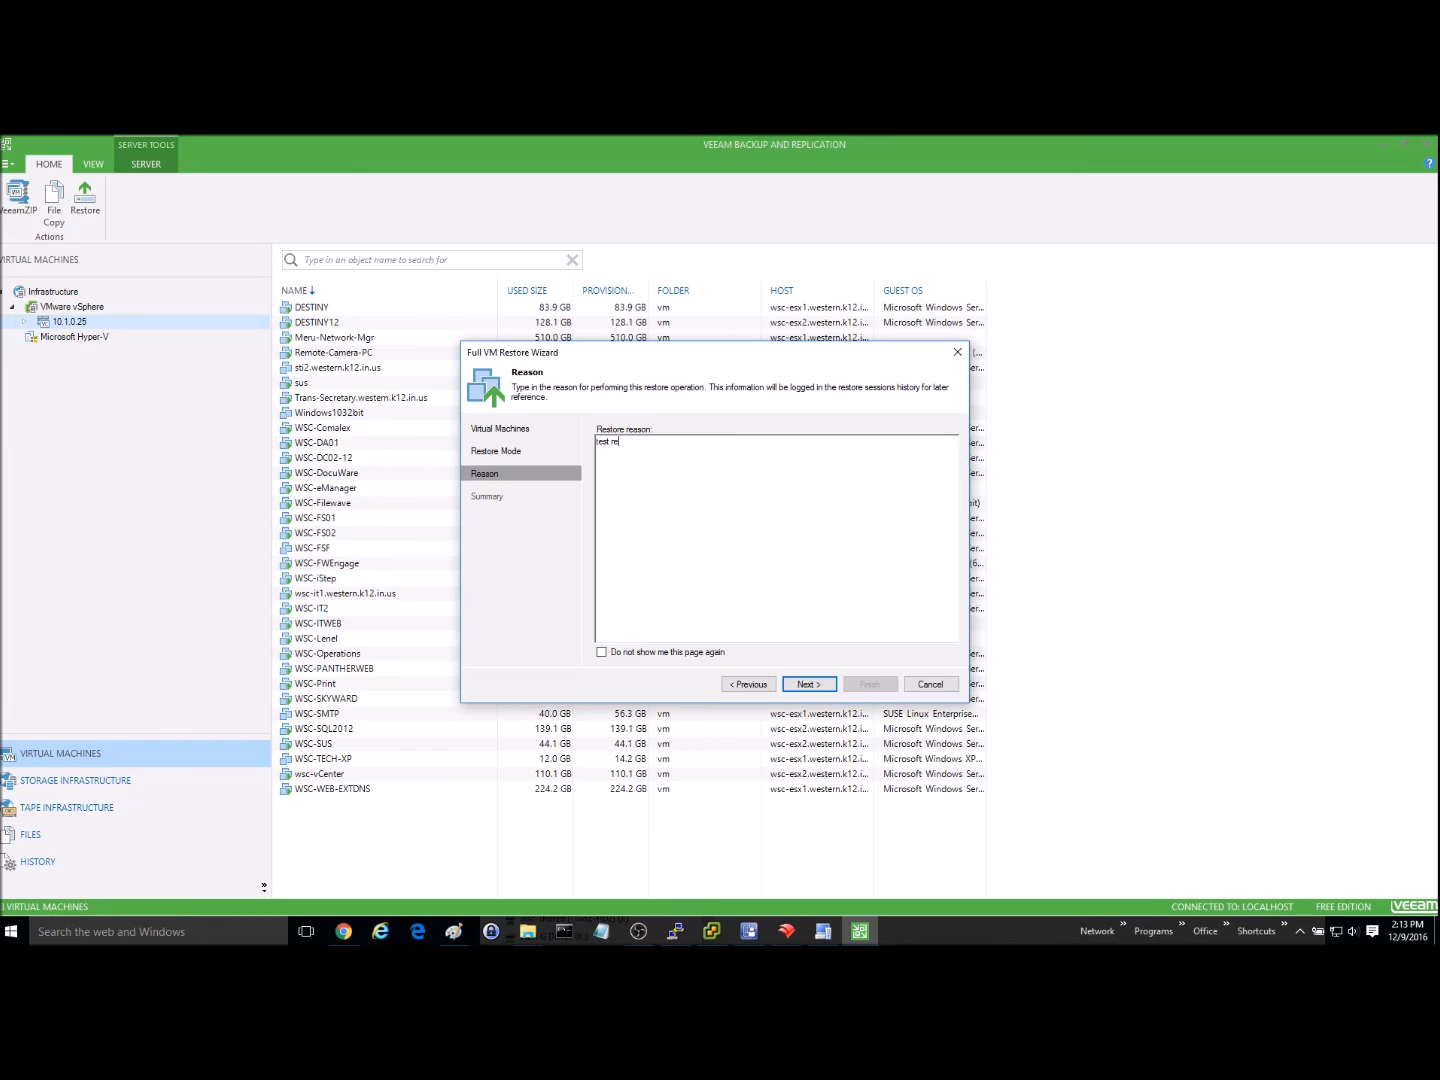 SERVER TOOLS
VEEAM BACKUP AND REPLICATION
HOME VIEW SERVER
VeeamZIP File Copy Restore
Actions
VIRTUAL MACHINES
Type in an object name to search for
Infrastructure
VMware vSphere
10.1.0.25
Microsoft Hyper-V
NAME USED SIZE PROVISION... FOLDER HOST GUEST OS
DESTINY 83.9 GB 83.9 GB vm wsc-esx1.western.k12.i... Microsoft Windows Ser...
DESTINY12 128.1 GB 128.1 GB vm wsc-esx2.western.k12.i... Microsoft Windows Ser...
Meru-Network-Mgr 510.0 GB 510.0 GB vm
Remote-Camera-PC
sti2.western.k12.in.us
sus
Trans-Secretary.western.k12.in.us
Windows1032bit
WSC-Comalex
WSC-DA01
WSC-DC02-12
WSC-DocuWare
WSC-eManager
WSC-Filewave
WSC-FS01
WSC-FS02
WSC-FSF
WSC-FWEngage
WSC-iStep
wsc-it1.western.k12.in.us
WSC-IT2
WSC-ITWEB
WSC-Lenel
WSC-Operations
WSC-PANTHERWEB
WSC-Print
WSC-SKYWARD
WSC-SMTP 40.0 GB 56.3 GB vm wsc-esx1.western.k12.i... SUSE Linux Enterprise...
WSC-SQL2012 139.1 GB 139.1 GB vm wsc-esx2.western.k12.i... Microsoft Windows Ser...
WSC-SUS 44.1 GB 44.1 GB vm wsc-esx1.western.k12.i... Microsoft Windows Ser...
WSC-TECH-XP 12.0 GB 14.2 GB vm wsc-esx1.western.k12.i... Microsoft Windows XP...
wsc-vCenter 110.1 GB 110.1 GB vm wsc-esx2.western.k12.i... Microsoft Windows Ser...
WSC-WEB-EXTDNS 224.2 GB 224.2 GB vm wsc-esx1.western.k12.i... Microsoft Windows Ser...
Full VM Restore Wizard
Reason
Type in the reason for performing this restore operation. This information will be logged in the restore sessions history for later
reference.
Virtual Machines
Restore Mode
Reason
Summary
Restore reason:
test re
Do not show me this page again
< Previous Next > Finish Cancel
VIRTUAL MACHINES
STORAGE INFRASTRUCTURE
TAPE INFRASTRUCTURE
FILES
HISTORY
VIRTUAL MACHINES CONNECTED TO: LOCALHOST FREE EDITION veeam
Search the web and Windows
Network Programs Office Shortcuts
2:13 PM
12/9/2016